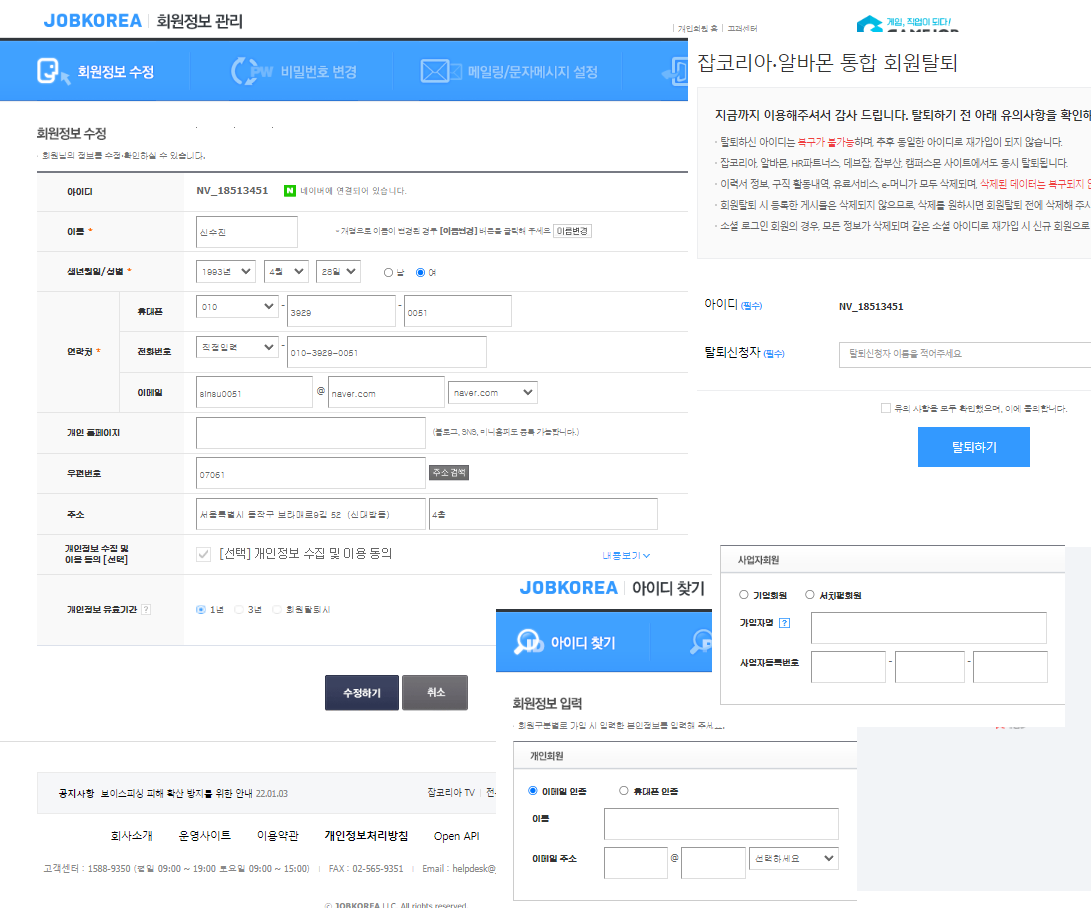 JOBKOREA 회원정보 관리
개인회원 홈 | 고객센터
회원정보 수정
비밀번호 변경
메일링/문자메시지 설정
회원정보 수정
· 회원님의 정보를 수정·확인하실 수 있습니다.
아이디 NV_18513451 N 네이버에 연결되어 있습니다.
이름 * 신수진 - 개명으로 이름이 변경된 경우 [이름변경] 버튼을 클릭해 주세요 이름변경
생년월일/성별 * 1993년 4월 28일 남 여
연락처 *
휴대폰 010 - 3929 - 0051
전화번호 직접입력 - 010-3929-0051
이메일 sinsu0051 @ naver.com naver.com
개인 홈페이지 (블로그, SNS, 미니홈피도 등록 가능합니다.)
우편번호 07061 주소 검색
주소 서울특별시 동작구 보라매로9길 52 (신대방동) 4층
개인정보 수집 및
이용 동의 [선택]
[선택] 개인정보 수집 및 이용 동의 내용보기
개인정보 유효기간 ? 1년 3년 회원탈퇴 시
수정하기 취소
공지사항 보이스피싱 피해 확산 방지를 위한 안내 22.01.03
잡코리아 TV
회사소개 운영사이트 이용약관 개인정보처리방침 Open API
고객센터 : 1588-9350 (평일 09:00 ~ 19:00 토요일 09:00 ~ 15:00) | FAX : 02-565-9351 | Email : helpdesk@
© JOBKOREA LLC. All rights reserved.
게임, 직업이 되다!
GAMEJOB
잡코리아·알바몬 통합 회원탈퇴
지금까지 이용해주셔서 감사 드립니다. 탈퇴하기 전 아래 유의사항을 확인해
· 탈퇴하신 아이디는 복구가 불가능하며, 추후 동일한 아이디로 재가입이 되지 않습니다.
· 잡코리아, 알바몬, HR파트너스, 데브잡, 잡부산, 캠퍼스몬 사이트에서도 동시 탈퇴됩니다.
· 이력서 정보, 구직 활동내역, 유료서비스, e-머니가 모두 삭제되며, 삭제된 데이터는 복구되지 않
· 회원탈퇴 시 등록한 게시물은 삭제되지 않으므로, 삭제를 원하시면 회원탈퇴 전에 삭제해 주시
· 소셜 로그인 회원의 경우, 모든 정보가 삭제되며 같은 소셜 아이디로 재가입 시 신규 회원으로
아이디 (필수) NV_18513451
탈퇴신청자 (필수) 탈퇴신청자 이름을 적어주세요
유의 사항을 모두 확인했으며, 이에 동의합니다.
탈퇴하기
JOBKOREA 아이디 찾기
아이디 찾기
회원정보 입력
· 회원구분별로 가입 시 입력한 본인정보를 입력해 주세요.
개인회원
이메일 인증 휴대폰 인증
이름
이메일 주소 @ 선택하세요
사업자회원
기업회원 서치펌회원
가입자명 ?
사업자등록번호 - -